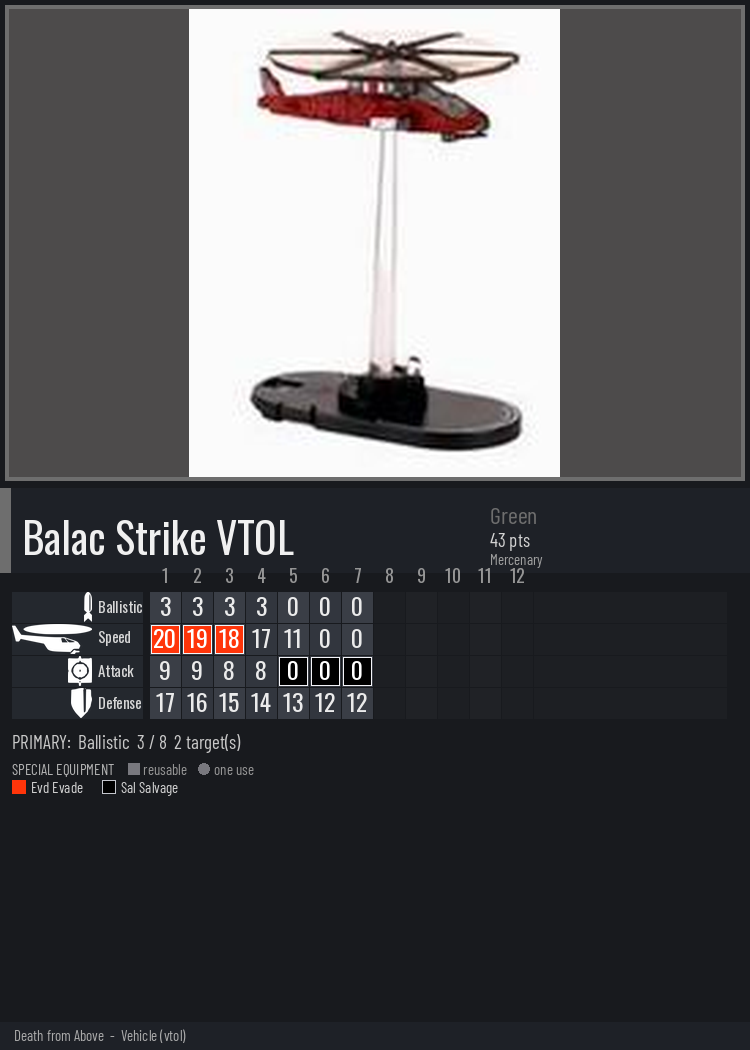 Balac Strike VTOL
Green
43 pts
Mercenary
1 2 3 4 5 6 7 8 9 10 11 12
Ballistic 3 3 3 3 0 0 0
Speed 20 19 18 17 11 0 0
Attack 9 9 8 8 0 0 0
Defense 17 16 15 14 13 12 12
PRIMARY: Ballistic 3 / 8 2 target(s)
SPECIAL EQUIPMENT reusable one use
Evd Evade Sal Salvage
Death from Above - Vehicle (vtol)